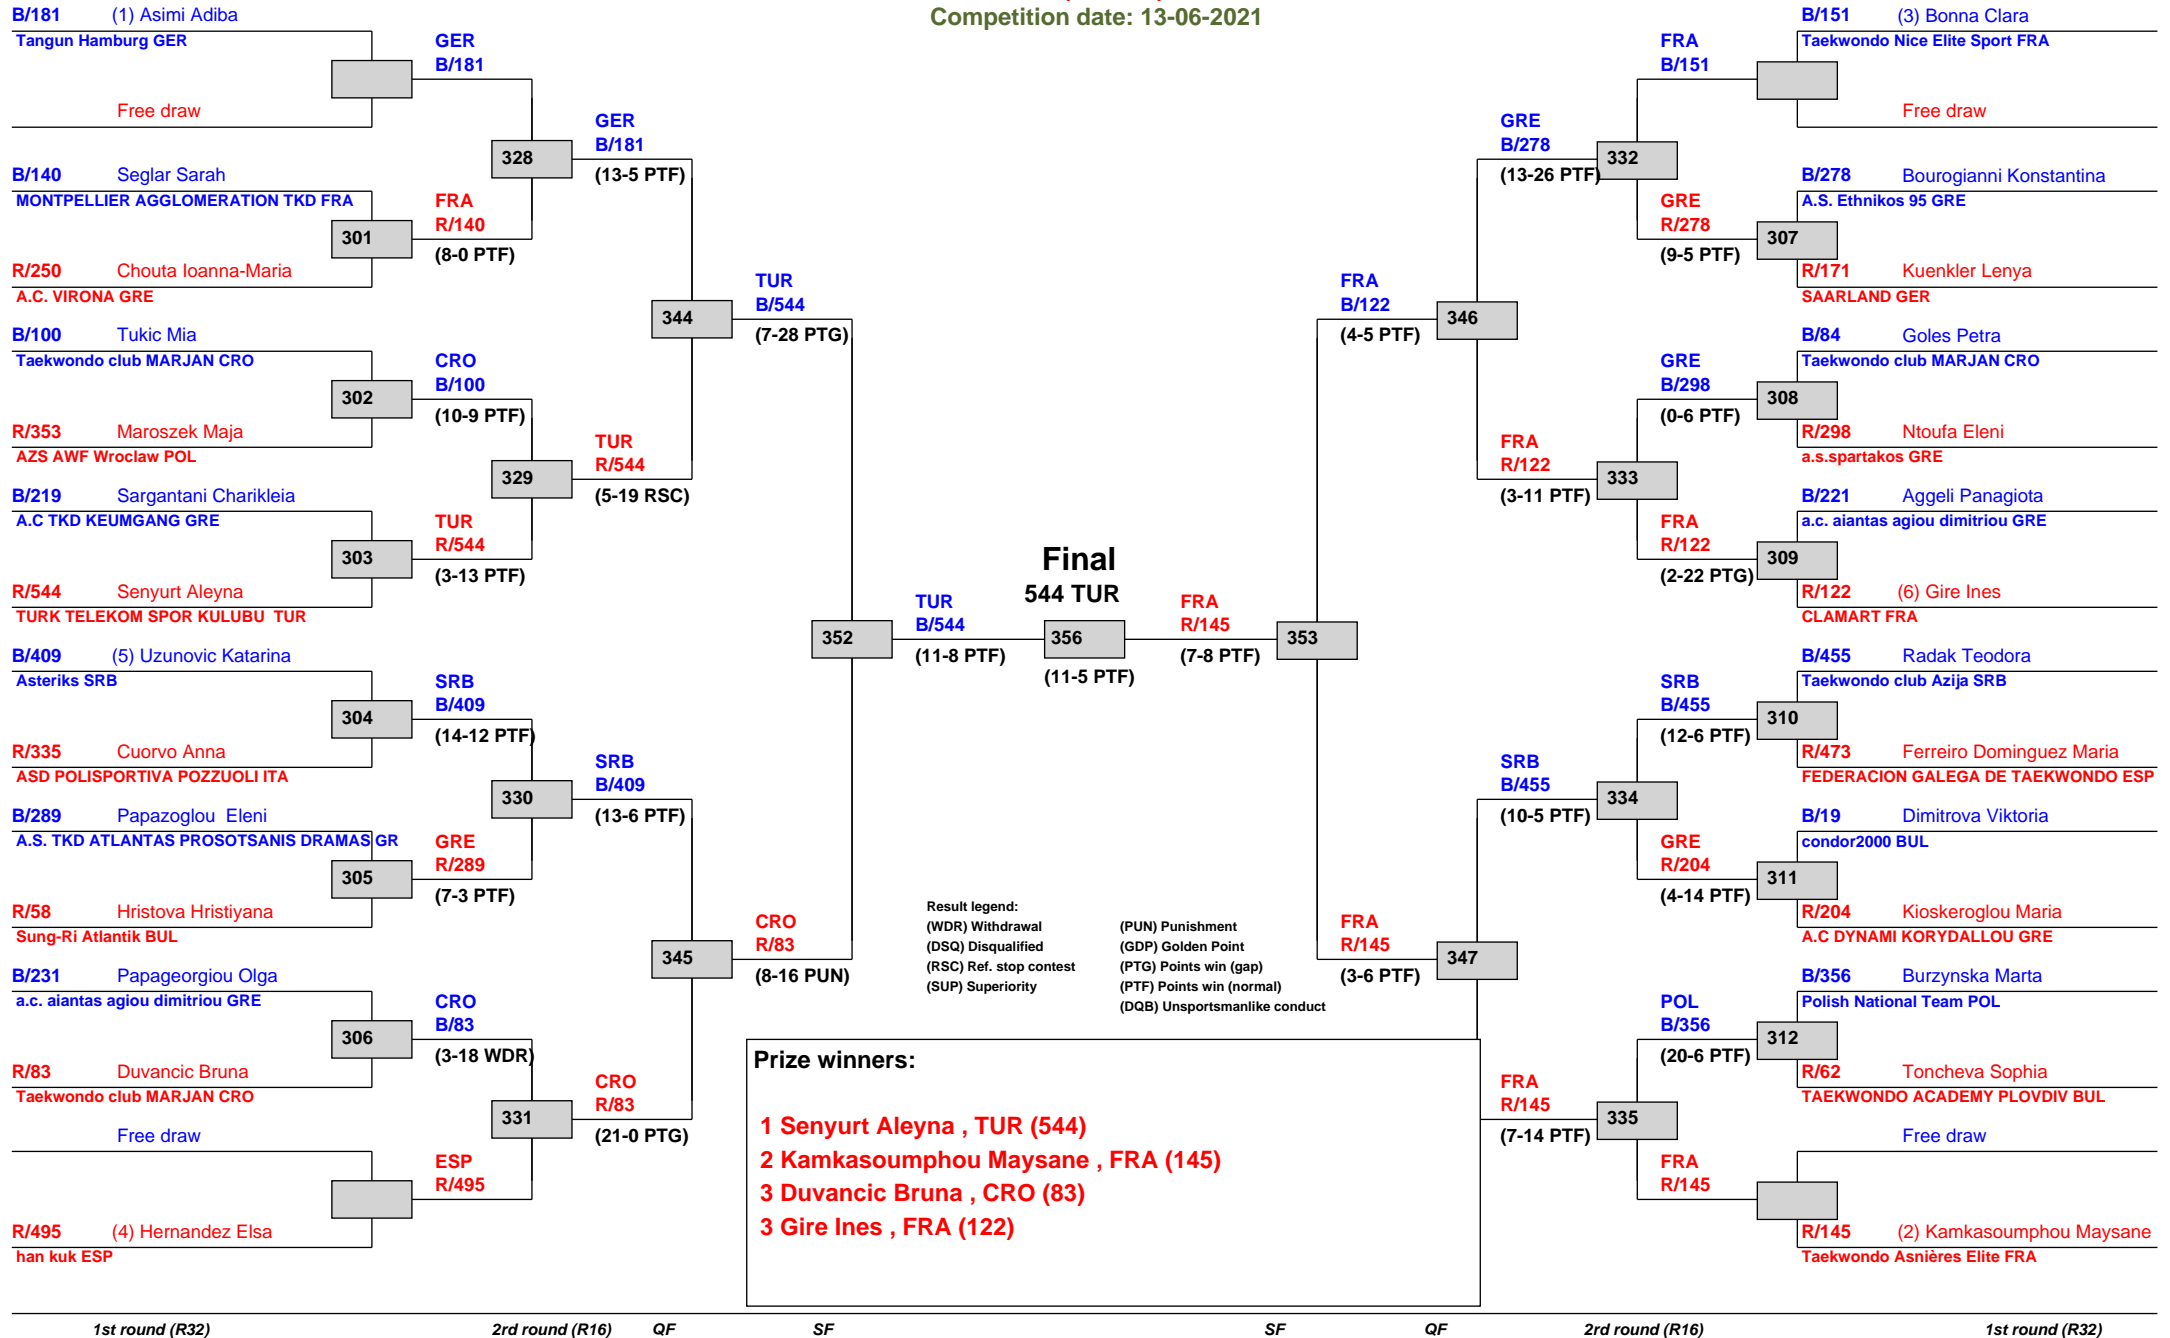 Competition date: 13-06-2021
B/181 (1) Asimi Adiba
Tangun Hamburg GER
Free draw
B/140 Seglar Sarah
MONTPELLIER AGGLOMERATION TKD FRA
301
R/250 Chouta Ioanna-Maria
A.C. VIRONA GRE
B/100 Tukic Mia
Taekwondo club MARJAN CRO
302
R/353 Maroszek Maja
AZS AWF Wroclaw POL
B/219 Sargantani Charikleia
A.C TKD KEUMGANG GRE
303
R/544 Senyurt Aleyna
TURK TELEKOM SPOR KULUBU TUR
B/409 (5) Uzunovic Katarina
Asteriks SRB
304
R/335 Cuorvo Anna
ASD POLISPORTIVA POZZUOLI ITA
B/289 Papazoglou Eleni
A.S. TKD ATLANTAS PROSOTSANIS DRAMAS GR
305
R/58 Hristova Hristiyana
Sung-Ri Atlantik BUL
B/231 Papageorgiou Olga
a.c. aiantas agiou dimitriou GRE
306
R/83 Duvancic Bruna
Taekwondo club MARJAN CRO
Free draw
R/495 (4) Hernandez Elsa
han kuk ESP
GER
B/181
328
FRA
R/140
(8-0 PTF)
CRO
B/100
(10-9 PTF)
329
TUR
R/544
(3-13 PTF)
SRB
B/409
(14-12 PTF)
330
GRE
R/289
(7-3 PTF)
CRO
B/83
(3-18 WDR)
331
ESP
R/495
GER
B/181
(13-5 PTF)
344
TUR
R/544
(5-19 RSC)
SRB
B/409
(13-6 PTF)
345
CRO
R/83
(21-0 PTG)
TUR
B/544
(7-28 PTG)
352
CRO
R/83
(8-16 PUN)
TUR
B/544
(11-8 PTF)
Final
544 TUR
356
(11-5 PTF)
FRA
R/145
(7-8 PTF)
353
FRA
B/122
(4-5 PTF)
346
FRA
R/145
(3-6 PTF)
347
GRE
B/278
(13-26 PTF)
332
FRA
R/122
(3-11 PTF)
333
SRB
B/455
(10-5 PTF)
334
FRA
R/145
(7-14 PTF)
335
FRA
B/151
GRE
R/278
(9-5 PTF)
GRE
B/298
(0-6 PTF)
FRA
R/122
(2-22 PTG)
SRB
B/455
(12-6 PTF)
GRE
R/204
(4-14 PTF)
POL
B/356
(20-6 PTF)
FRA
R/145
B/151 (3) Bonna Clara
Taekwondo Nice Elite Sport FRA
Free draw
B/278 Bourogianni Konstantina
A.S. Ethnikos 95 GRE
307
R/171 Kuenkler Lenya
SAARLAND GER
B/84 Goles Petra
Taekwondo club MARJAN CRO
308
R/298 Ntoufa Eleni
a.s.spartakos GRE
B/221 Aggeli Panagiota
a.c. aiantas agiou dimitriou GRE
309
R/122 (6) Gire Ines
CLAMART FRA
B/455 Radak Teodora
Taekwondo club Azija SRB
310
R/473 Ferreiro Dominguez Maria
FEDERACION GALEGA DE TAEKWONDO ESP
B/19 Dimitrova Viktoria
condor2000 BUL
311
R/204 Kioskeroglou Maria
A.C DYNAMI KORYDALLOU GRE
B/356 Burzynska Marta
Polish National Team POL
312
R/62 Toncheva Sophia
TAEKWONDO ACADEMY PLOVDIV BUL
Free draw
R/145 (2) Kamkasoumphou Maysane
Taekwondo Asnières Elite FRA
Result legend:
(WDR) Withdrawal (PUN) Punishment
(DSQ) Disqualified (GDP) Golden Point
(RSC) Ref. stop contest (PTG) Points win (gap)
(SUP) Superiority (PTF) Points win (normal)
(DQB) Unsportsmanlike conduct
Prize winners:
1 Senyurt Aleyna , TUR (544)
2 Kamkasoumphou Maysane , FRA (145)
3 Duvancic Bruna , CRO (83)
3 Gire Ines , FRA (122)
1st round (R32) 2rd round (R16) QF SF SF QF 2rd round (R16) 1st round (R32)